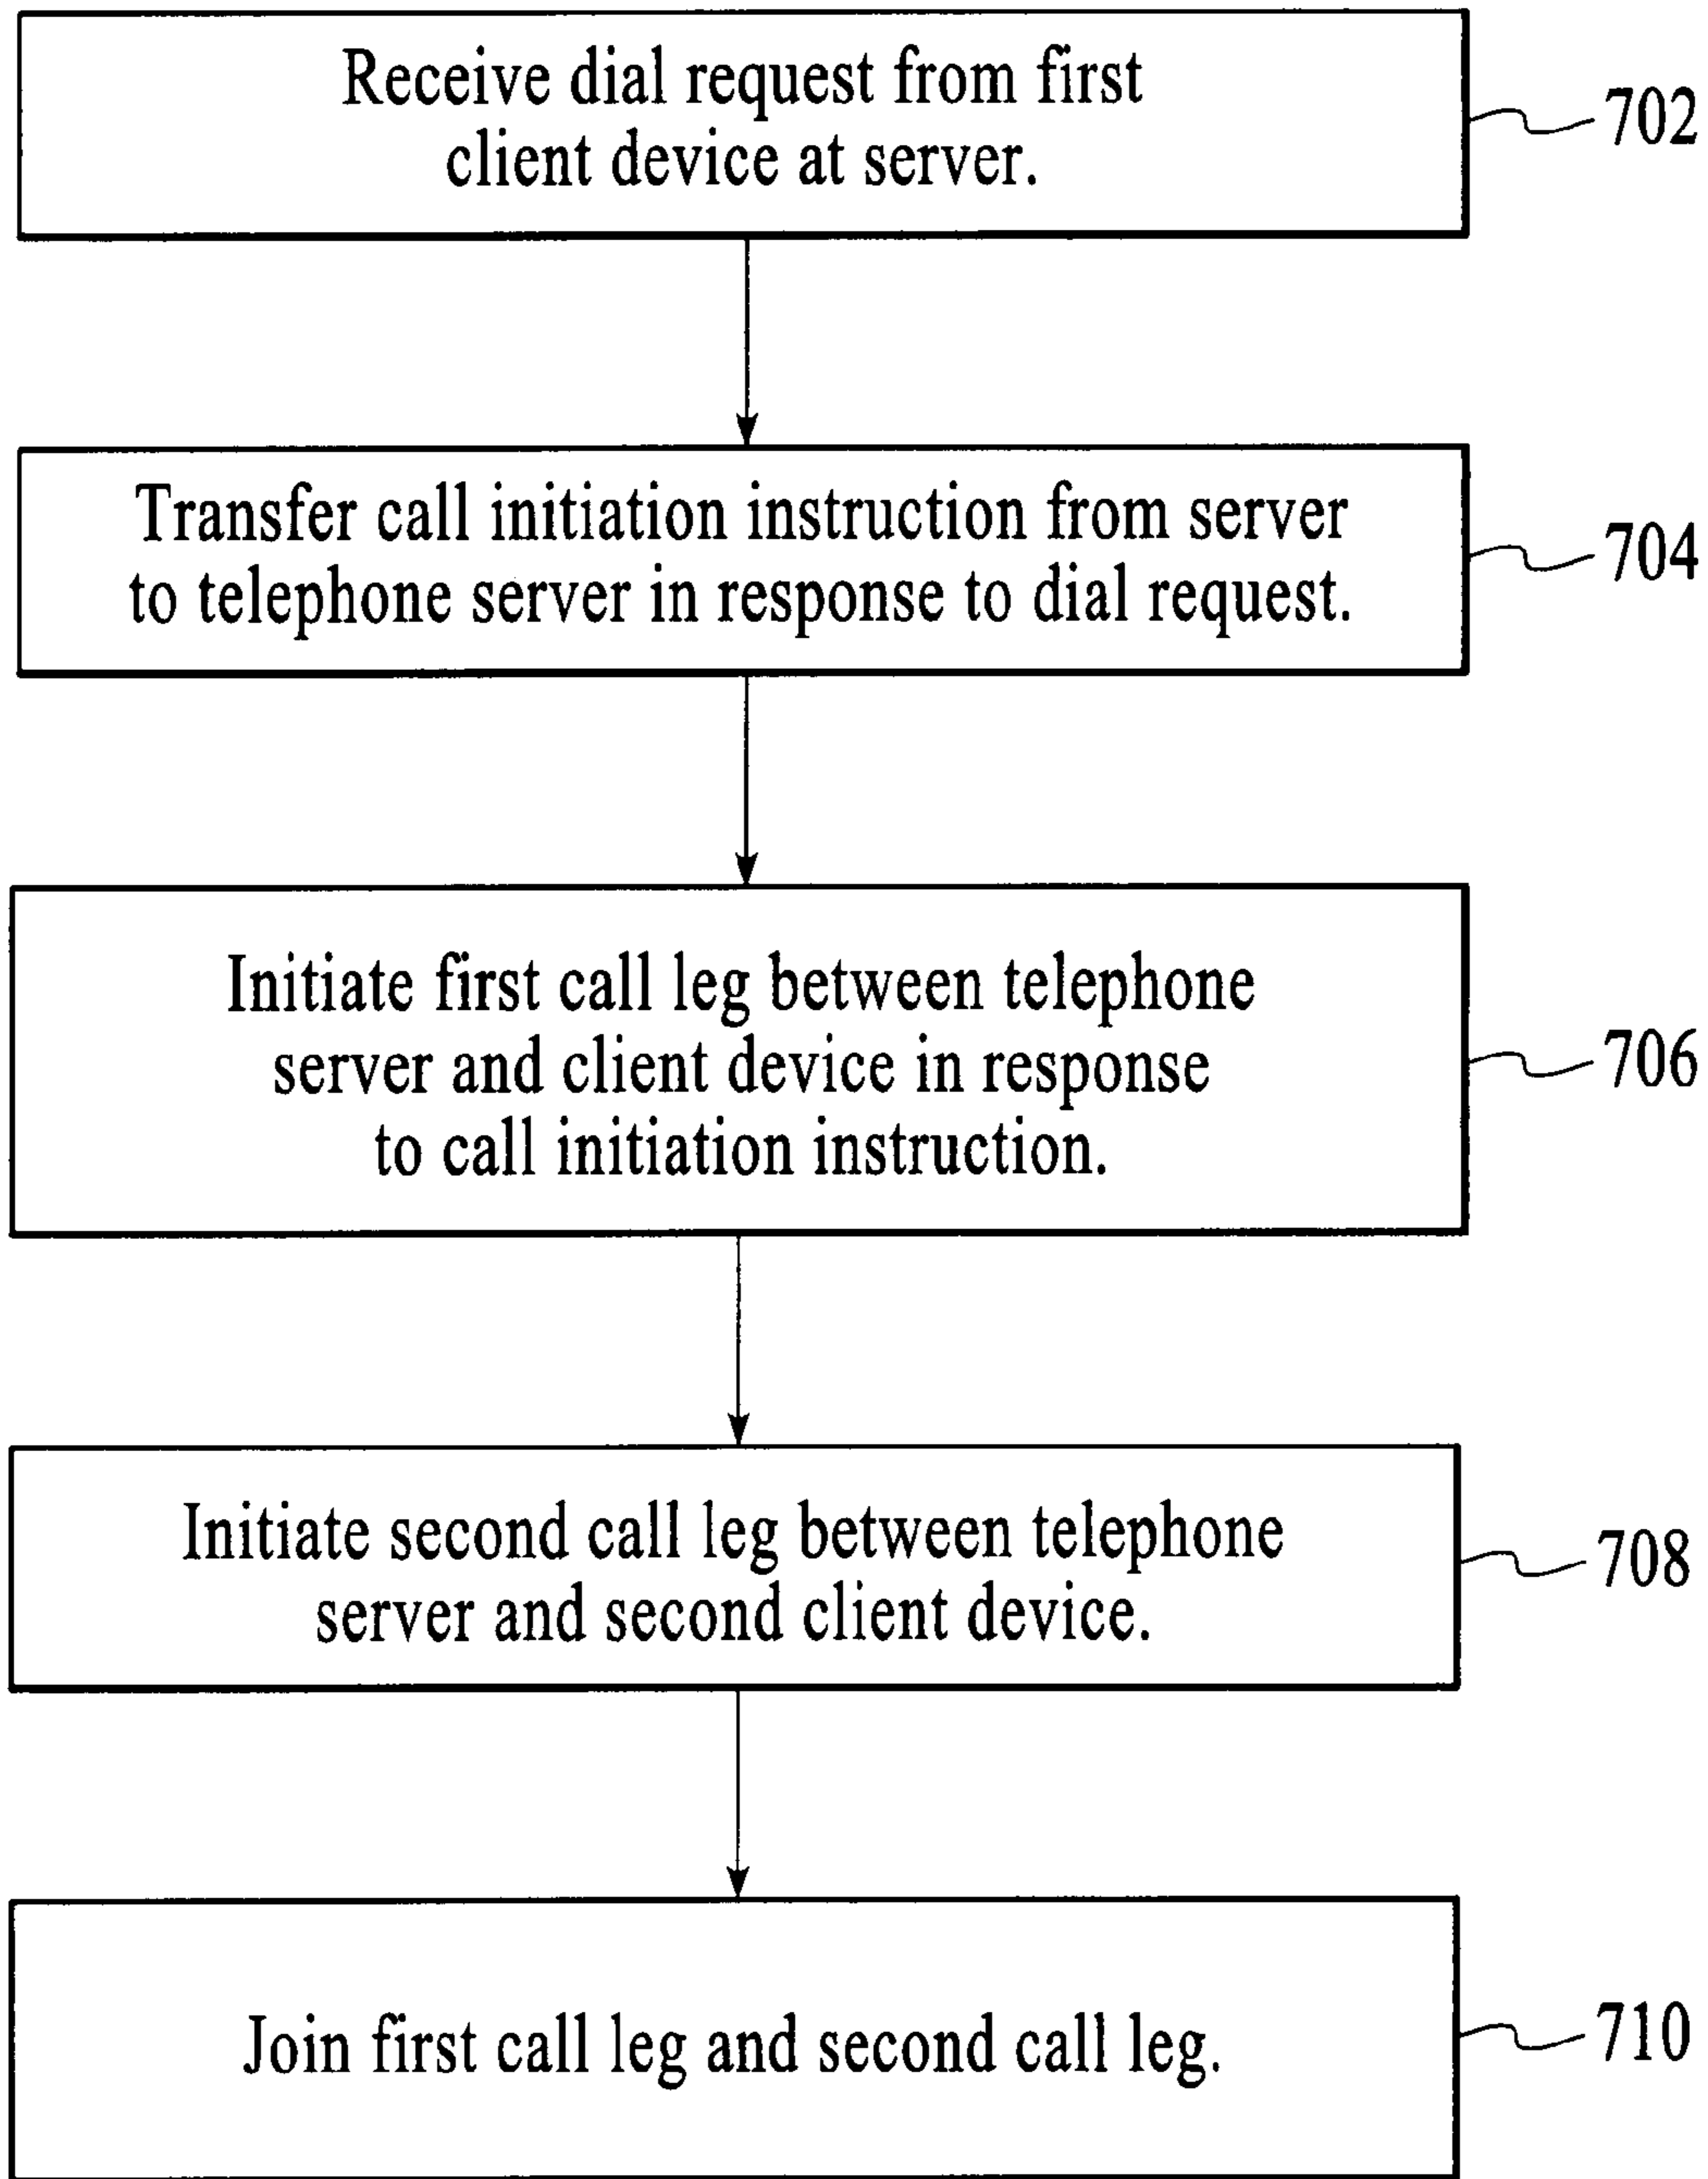 Receive dial request from first
client device at server.
702
Transfer call initiation instruction from server
to telephone server in response to dial request.
704
Initiate first call leg between telephone
server and client device in response
to call initiation instruction.
706
Initiate second call leg between telephone
server and second client device.
708
Join first call leg and second call leg.
710